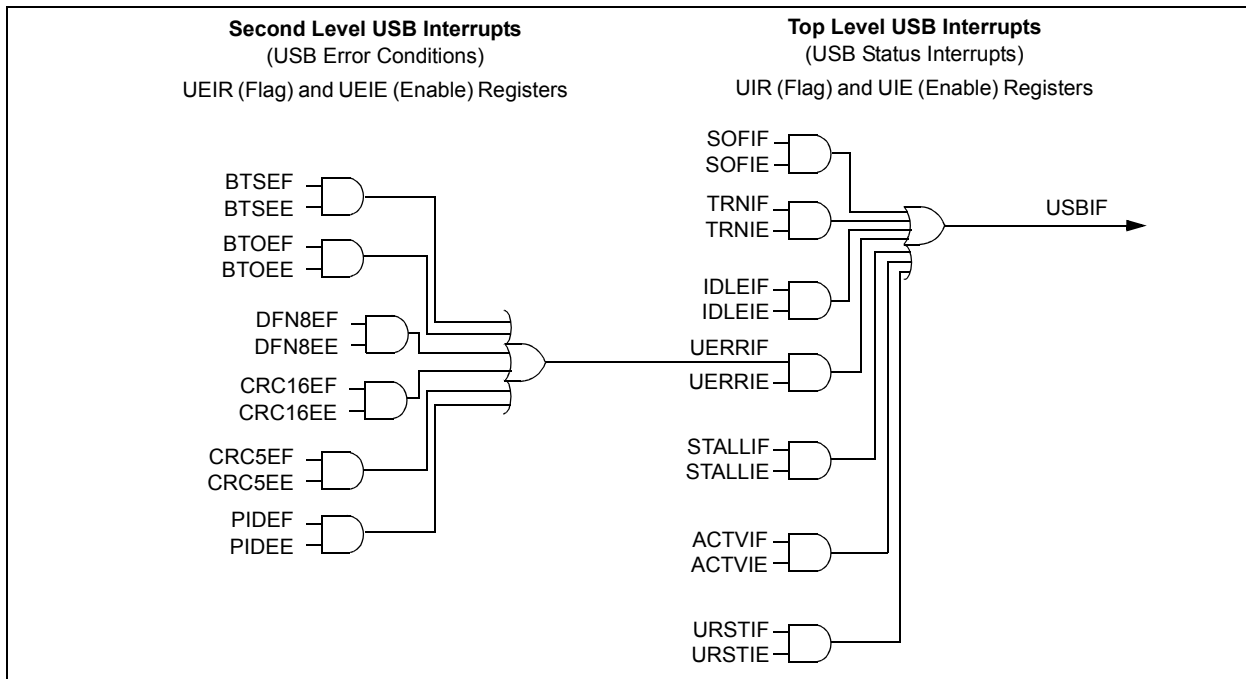 Second Level USB Interrupts
(USB Error Conditions)
UEIR (Flag) and UEIE (Enable) Registers
BTSEF
BTSEE
BTOEF
BTOEE
DFN8EF
DFN8EE
CRC16EF
CRC16EE
CRC5EF
CRC5EE
PIDEF
PIDEE
Top Level USB Interrupts
(USB Status Interrupts)
UIR (Flag) and UIE (Enable) Registers
SOFIF
SOFIE
TRNIF
TRNIE
IDLEIF
IDLEIE
UERRIF
UERRIE
STALLIF
STALLIE
ACTVIF
ACTVIE
URSTIF
URSTIE
USBIF